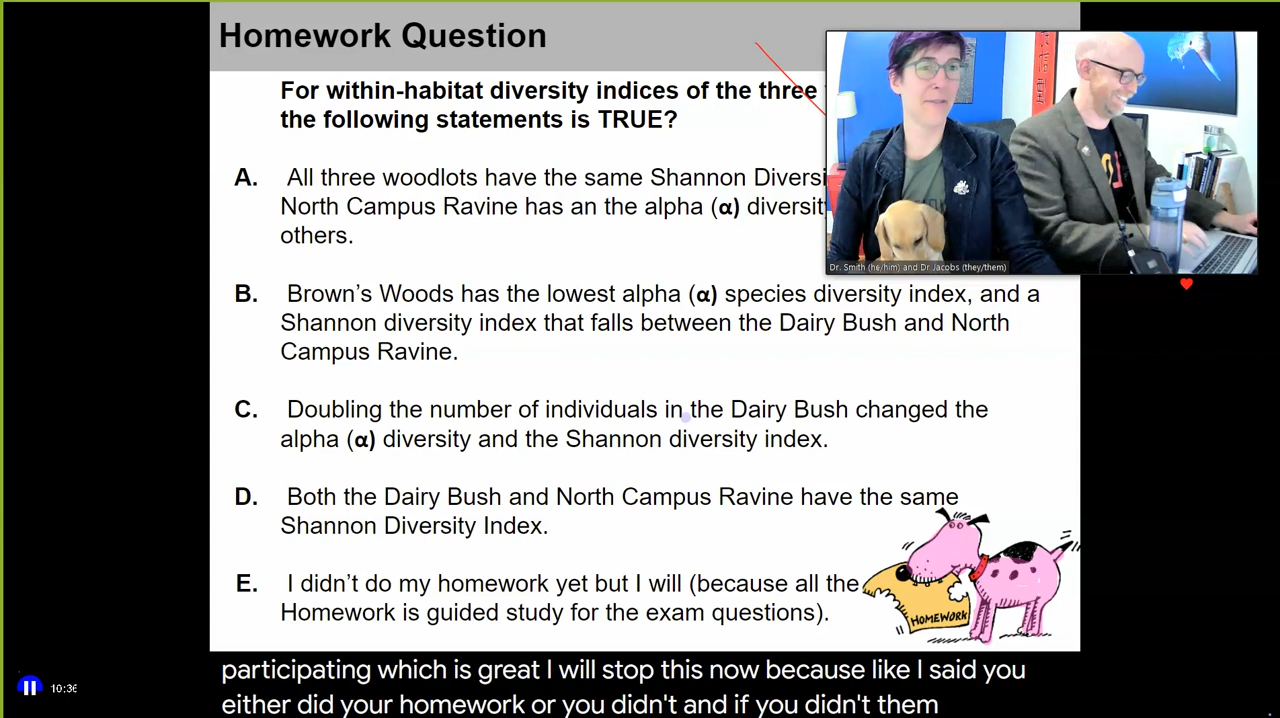 Homework Question
For within-habitat diversity indices of the three
the following statements is TRUE?
A. All three woodlots have the same Shannon Diversi
North Campus Ravine has an the alpha (α) diversit
others.
B. Brown's Woods has the lowest alpha (α) species diversity index, and a
Shannon diversity index that falls between the Dairy Bush and North
Campus Ravine.
C. Doubling the number of individuals in the Dairy Bush changed the
alpha (α) diversity and the Shannon diversity index.
D. Both the Dairy Bush and North Campus Ravine have the same
Shannon Diversity Index.
E. I didn't do my homework yet but I will (because all the
Homework is guided study for the exam questions).
HOMEWORK
Dr. Smith (he/him) and Dr Jacobs (they/them)
participating which is great I will stop this now because like I said you
either did your homework or you didn't and if you didn't them
10:36